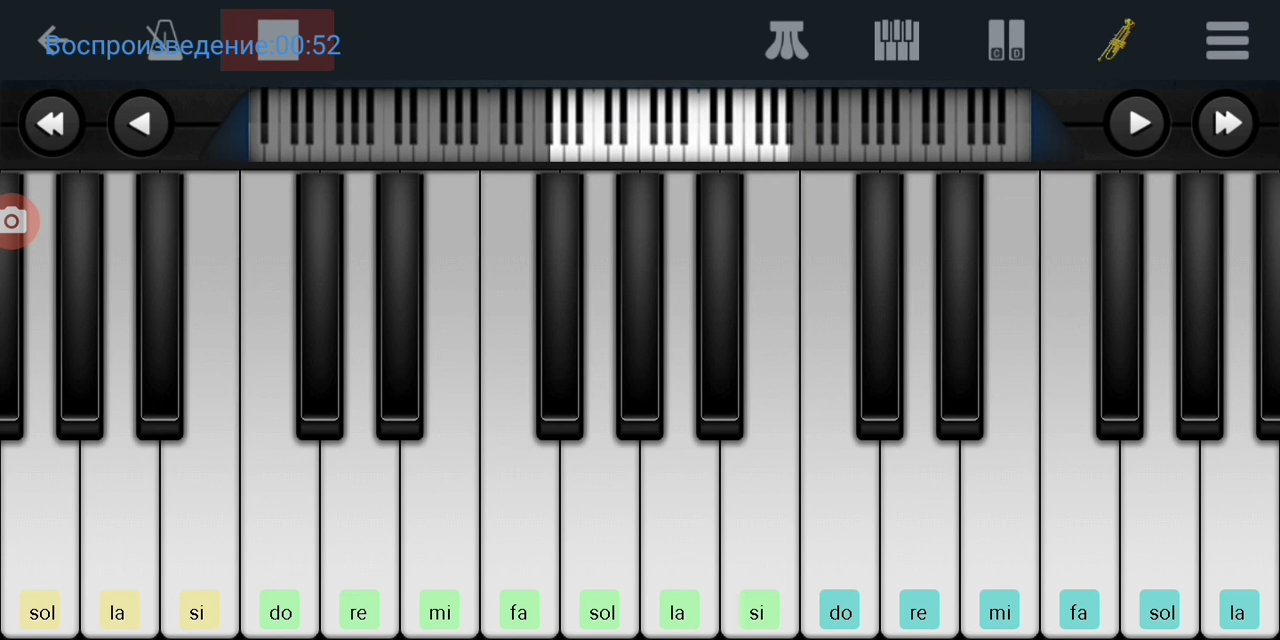 Воспроизведение:00:52
C D
sol la si do re mi fa sol la si do re mi fa sol la